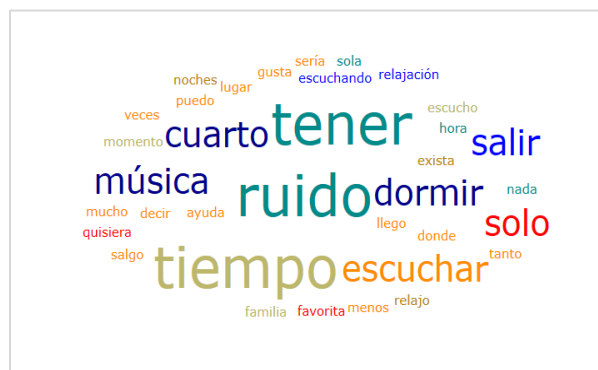 sería sola
gusta
noches escuchando relajación
lugar
puedo
veces tener escucho
momento cuarto hora salir
exista
música dormir nada
ruido
mucho decir ayuda solo
quisiera llego
donde
salgo tiempo escuchar tanto
relajo
familia favorita menos